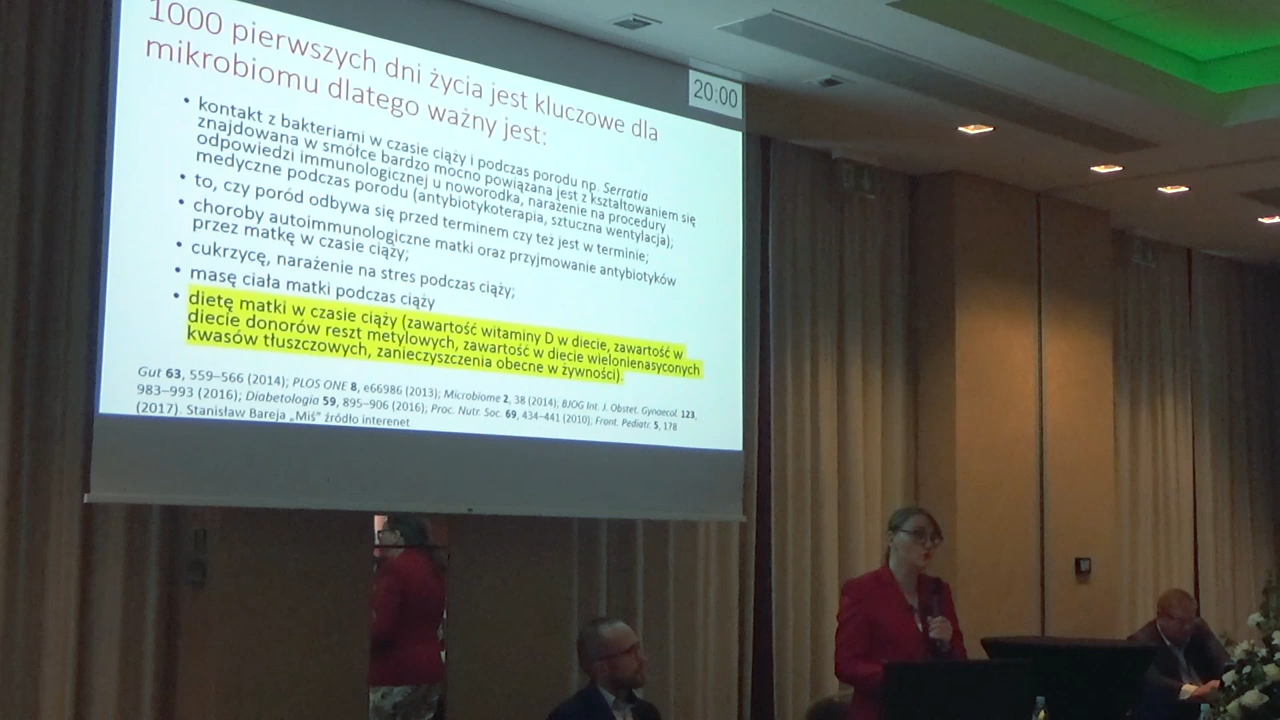 1000 pierwszych dni życia jest kluczowe dla
mikrobiomu dlatego ważny jest:
20:00
• kontakt z bakteriami w czasie ciąży i podczas porodu np. Serratia
znajdowana w smółce bardzo mocno powiązana jest z kształtowaniem się
odpowiedzi immunologicznej u noworodka, narażenie na procedury
medyczne podczas porodu (antybiotykoterapia, sztuczna wentylacja);
• to, czy poród odbywa się przed terminem czy też jest w terminie;
• choroby autoimmunologiczne matki oraz przyjmowanie antybiotyków
przez matkę w czasie ciąży;
• cukrzycę, narażenie na stres podczas ciąży;
• masę ciała matki podczas ciąży
• dietę matki w czasie ciąży (zawartość witaminy D w diecie, zawartość w
diecie donorów reszt metylowych, zawartość w diecie wielonienasyconych
kwasów tłuszczowych, zanieczyszczenia obecne w żywności).
Gut 63, 559–566 (2014); PLOS ONE 8, e66986 (2013); Microbiome 2, 38 (2014); BJOG Int. J. Obstet. Gynaecol. 123,
983–993 (2016); Diabetologia 59, 895–906 (2016); Proc. Nutr. Soc. 69, 434–441 (2010), Front. Pediatr. 5, 178
(2017). Stanisław Bareja „Miś” źródło interenet